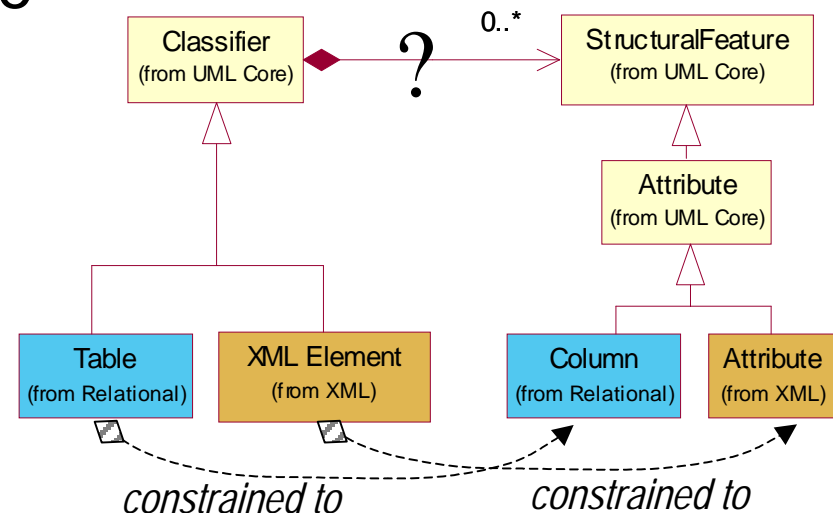 Classifier
(from UML Core)
?
0..*
StructuralFeature
(from UML Core)
Attribute
(from UML Core)
Table
(from Relational)
XML Element
(from XML)
Column
(from Relational)
Attribute
(from XML)
constrained to
constrained to